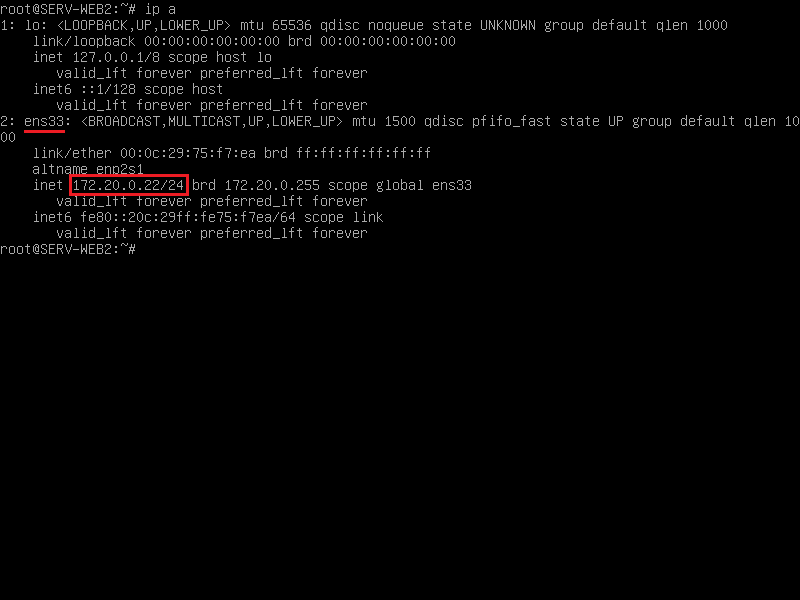 root@SERV-WEB2:~# ip a
1: lo: <LOOPBACK,UP,LOWER_UP> mtu 65536 qdisc noqueue state UNKNOWN group default qlen 1000
link/loopback 00:00:00:00:00:00 brd 00:00:00:00:00:00
inet 127.0.0.1/8 scope host lo
valid_lft forever preferred_lft forever
inet6 ::1/128 scope host
valid_lft forever preferred_lft forever
2: ens33: <BROADCAST,MULTICAST,UP,LOWER_UP> mtu 1500 qdisc pfifo_fast state UP group default qlen 10
00
link/ether 00:0c:29:75:f7:ea brd ff:ff:ff:ff:ff:ff
altname enp2s1
inet 172.20.0.22/24 brd 172.20.0.255 scope global ens33
valid_lft forever preferred_lft forever
inet6 fe80::20c:29ff:fe75:f7ea/64 scope link
valid_lft forever preferred_lft forever
root@SERV-WEB2:~#